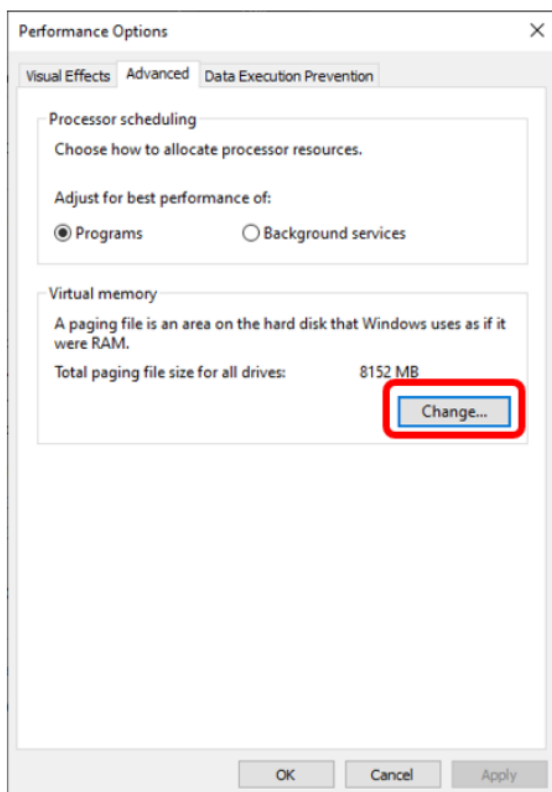 Performance Options
Visual Effects Advanced Data Execution Prevention
Processor scheduling
Choose how to allocate processor resources.
Adjust for best performance of:
Programs Background services
Virtual memory
A paging file is an area on the hard disk that Windows uses as if it
were RAM.
Total paging file size for all drives: 8152 MB
Change...
OK Cancel Apply